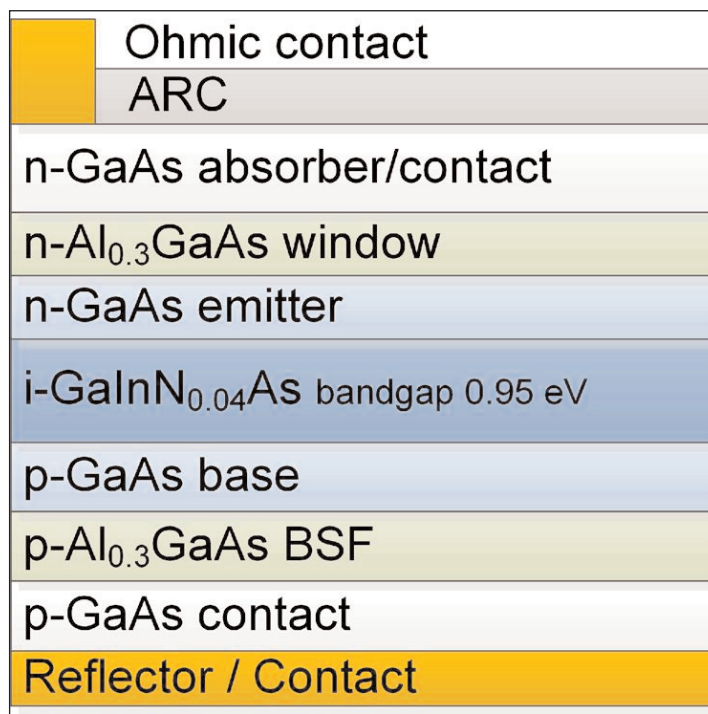 Ohmic contact
ARC
n-GaAs absorber/contact
n-Al₀.₃GaAs window
n-GaAs emitter
i-GaInN₀.₀₄As bandgap 0.95 eV
p-GaAs base
p-Al₀.₃GaAs BSF
p-GaAs contact
Reflector / Contact